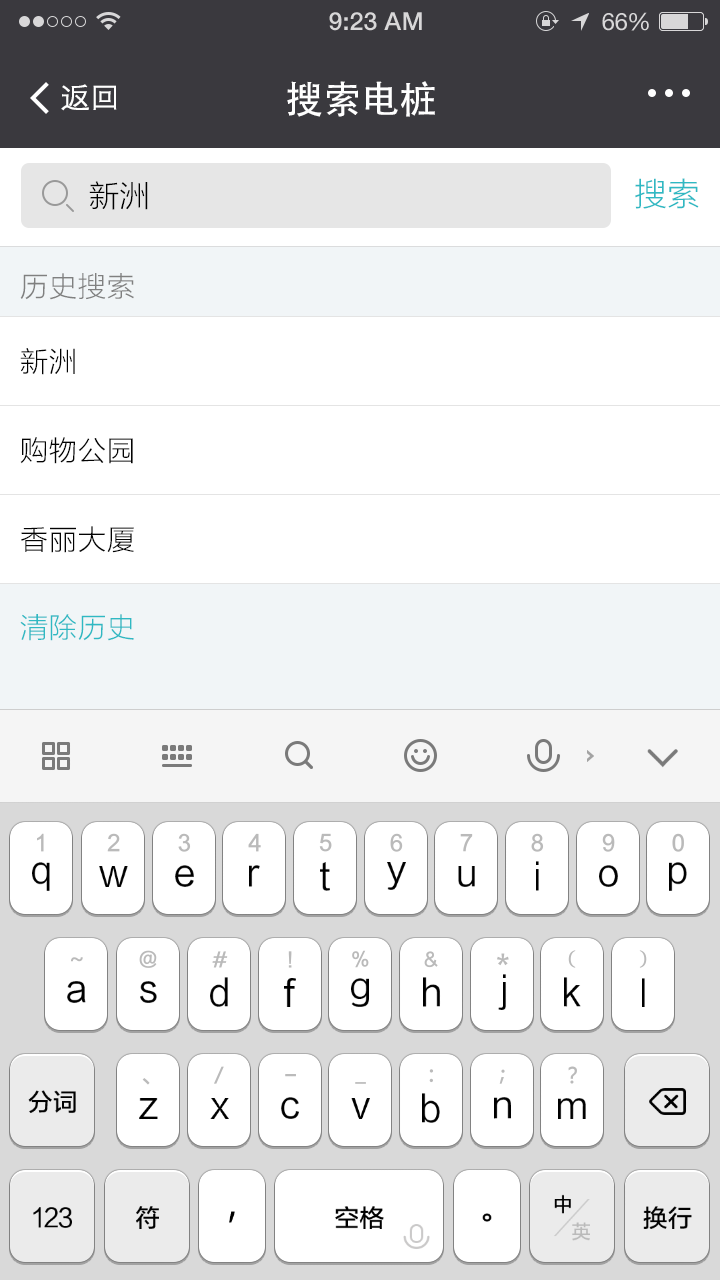 9:23 AM 66%
返回 搜索电桩
新洲 搜索
历史搜索
新洲
购物公园
香丽大厦
清除历史
1 2 3 4 5 6 7 8 9 0
q w e r t y u i o p
~ @ # ! % & * ( )
a s d f g h j k l
、 / - _ : ; ?
分词 z x c v b n m
123 符 , 空格 。 中/英 换行